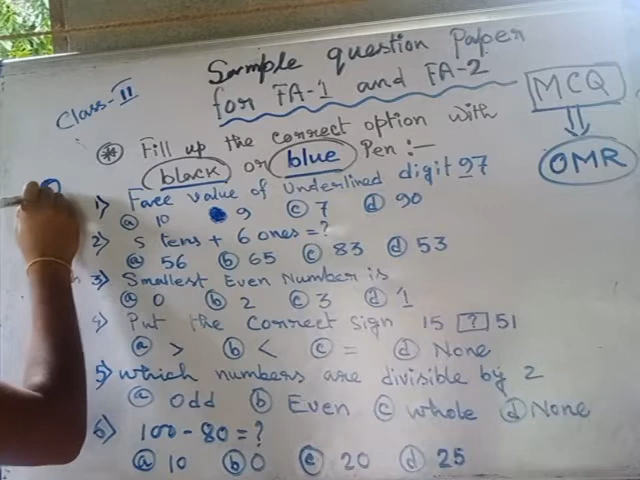 Sample question Paper
for FA-1 and FA-2
Class-II
MCQ
OMR
* Fill up the correct option with
black or blue Pen :-
1) Face value of underlined digit 97
a 10 9 c 7 d 90
2) 5 tens + 6 ones = ?
a 56 b 65 c 83 d 53
3) Smallest Even Number is
a 0 b 2 c 3 d 1
4) Put the correct sign 15 ? 51
a > b < c = d None
5) which numbers are divisible by 2
a odd b Even c whole d None
6) 100 - 80 = ?
a 10 b 0 c 20 d 25